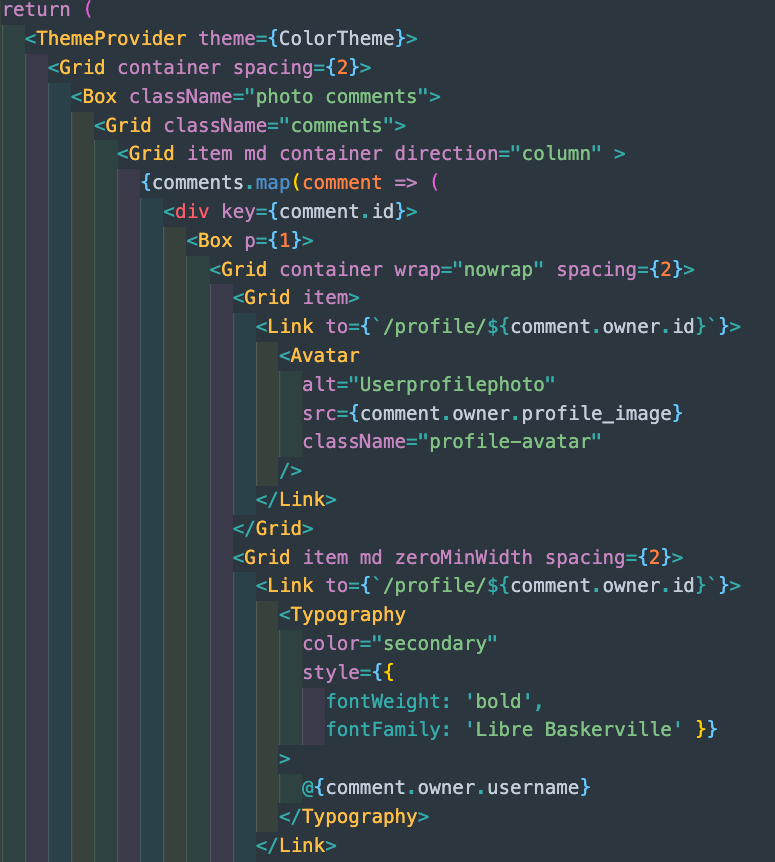 return (
<ThemeProvider theme={ColorTheme}>
<Grid container spacing={2}>
<Box className="photo comments">
<Grid className="comments">
<Grid item md container direction="column" >
{comments.map(comment => (
<div key={comment.id}>
<Box p={1}>
<Grid container wrap="nowrap" spacing={2}>
<Grid item>
<Link to={`/profile/${comment.owner.id}`}>
<Avatar
alt="Userprofilephoto"
src={comment.owner.profile_image}
className="profile-avatar"
/>
</Link>
</Grid>
<Grid item md zeroMinWidth spacing={2}>
<Link to={`/profile/${comment.owner.id}`}>
<Typography
color="secondary"
style={{
fontWeight: 'bold',
fontFamily: 'Libre Baskerville' }}
>
@{comment.owner.username}
</Typography>
</Link>